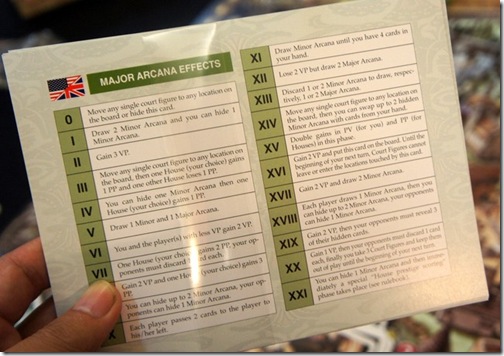 MAJOR ARCANA EFFECTS
0
Move any single court figure to any location on
the board or hide this card.
I
Draw 2 Minor Arcana and you can hide 1
Minor Arcana.
II
Gain 3 VP.
III
Move any single court figure to any location on
the board, then one House (your choice) gains
1 PP and one other House loses 1 PP.
IV
You can hide one Minor Arcana then one
House (your choice) gains 1 PP.
V
Draw 1 Minor and 1 Major Arcana.
VI
You and the player(s) with less VP gain 2 VP.
VII
One House (your choice) gains 2 PP, your op-
ponents must discard 1 card each.
Gain 2 VP and one House (your choice) gains 3
PP.
You can hide up to 2 Minor Arcana, your op-
ponents can hide 1 Minor Arcana.
X
Each player passes 2 cards to the player to
his/her left.
XI
Draw Minor Arcana until you have 4 cards in
your hand.
XII
Lose 2 VP but draw 2 Major Arcana.
XIII
Discard 1 or 2 Minor Arcana to draw, respec-
tively, 1 or 2 Major Arcana.
XIV
Move any single court figure to any location on
the board, then you can swap up to 2 hidden
Minor Arcana with cards from your hand.
XV
Double gains in PV (for you) and PP (for
Houses) in this phase.
XVI
Gain 2 VP and put this card on the board. Until the
beginning of your next turn, Court Figures cannot
leave or enter the locations touched by this card.
XVII
Gain 2 VP and draw 2 Minor Arcana.
XVIII
Each player draws 1 Minor Arcana, then you
can hide up to 2 Minor Arcana, your opponents
can hide 1 Minor Arcana.
XIX
Gain 1 VP, then your opponents must reveal 3
of their hidden cards.
XX
Gain 1 VP, then your opponents must discard 1 card
each, finally you take 3 Court Figures and keep them
out of play until the beginning of your next turn.
XXI
You can hide 1 Minor Arcana and then imme-
diately a special "House prestige scoring"
phase takes place (see rulebook).